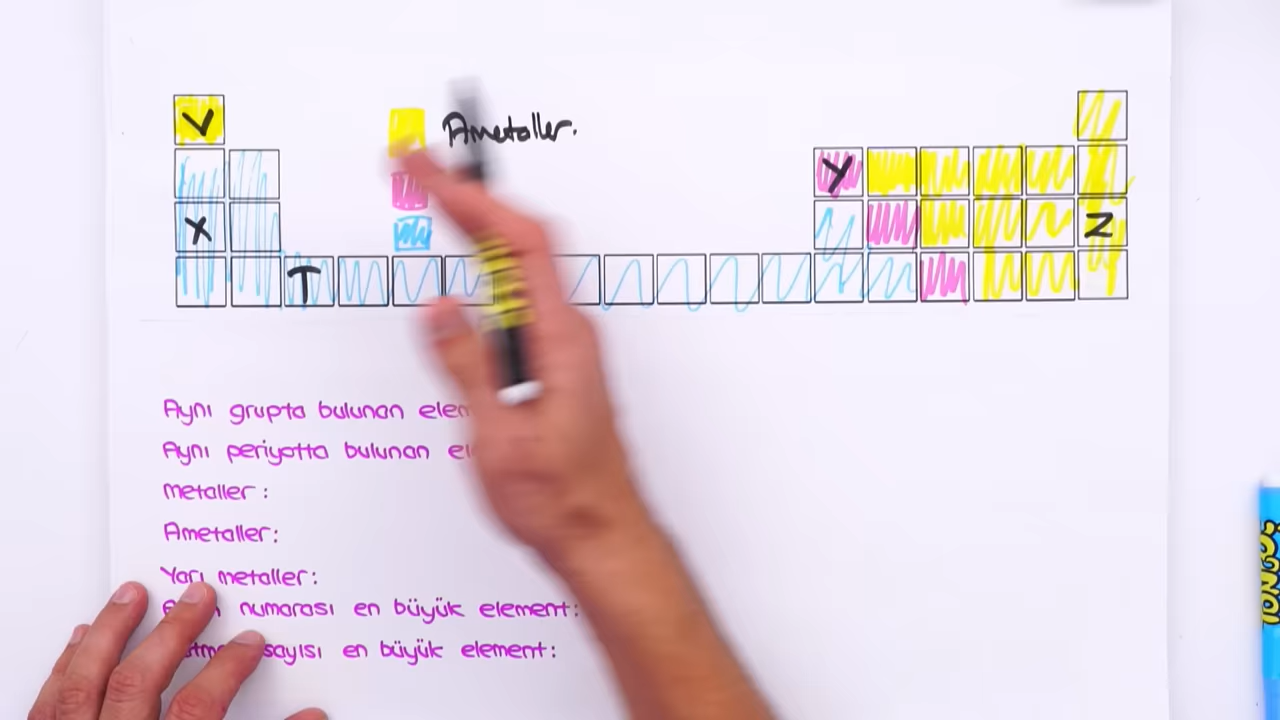 V
Ametaller.
Y
X
Z
T
Aynı grupta bulunan
Aynı periyotta bulunan
Metaller :
Ametaller:
Yarı metaller:
numarası en büyük element:
sayısı en büyük element: